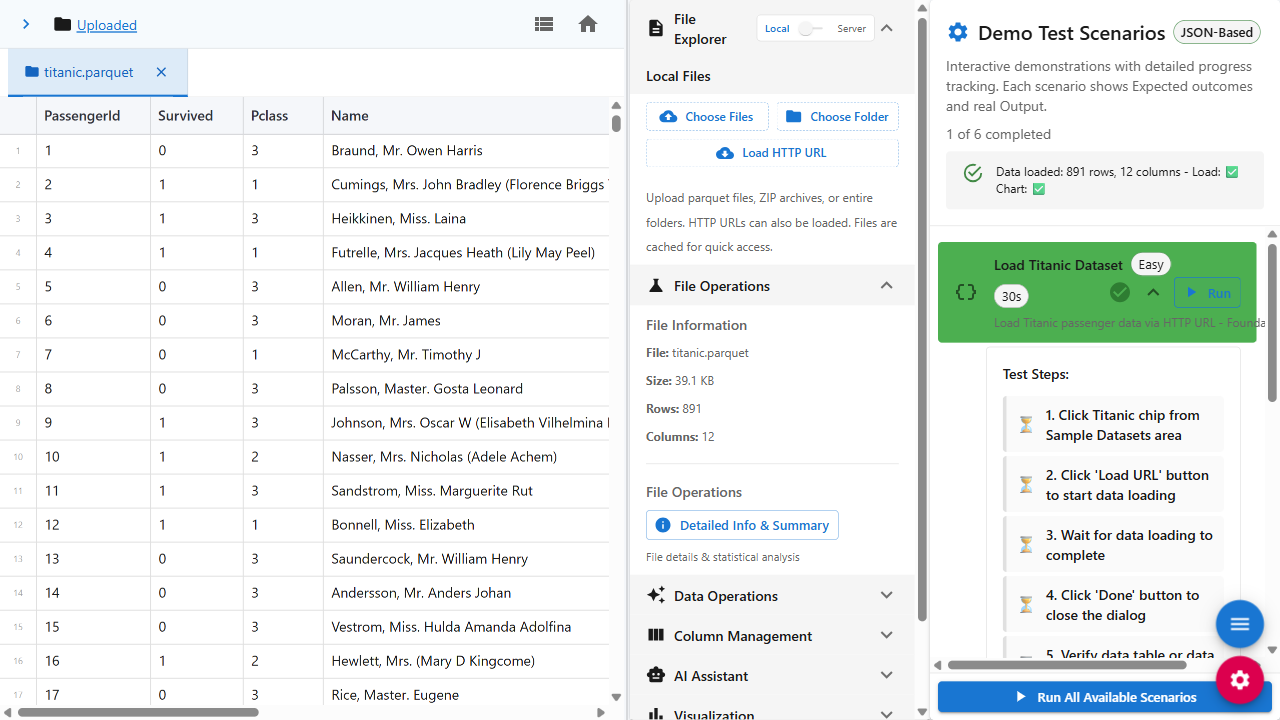 Uploaded
titanic.parquet
PassengerId Survived Pclass Name
1 1 0 3 Braund, Mr. Owen Harris
2 2 1 1 Cumings, Mrs. John Bradley (Florence Briggs
3 3 1 3 Heikkinen, Miss. Laina
4 4 1 1 Futrelle, Mrs. Jacques Heath (Lily May Peel)
5 5 0 3 Allen, Mr. William Henry
6 6 0 3 Moran, Mr. James
7 7 0 1 McCarthy, Mr. Timothy J
8 8 0 3 Palsson, Master. Gosta Leonard
9 9 1 3 Johnson, Mrs. Oscar W (Elisabeth Vilhelmina
10 10 1 2 Nasser, Mrs. Nicholas (Adele Achem)
11 11 1 3 Sandstrom, Miss. Marguerite Rut
12 12 1 1 Bonnell, Miss. Elizabeth
13 13 0 3 Saundercock, Mr. William Henry
14 14 0 3 Andersson, Mr. Anders Johan
15 15 0 3 Vestrom, Miss. Hulda Amanda Adolfina
16 16 1 2 Hewlett, Mrs. (Mary D Kingcome)
17 17 0 3 Rice, Master. Eugene
File
Explorer
Local Server
Local Files
Choose Files Choose Folder
Load HTTP URL
Upload parquet files, ZIP archives, or entire
folders. HTTP URLs can also be loaded. Files are
cached for quick access.
File Operations
File Information
File: titanic.parquet
Size: 39.1 KB
Rows: 891
Columns: 12
File Operations
Detailed Info & Summary
File details & statistical analysis
Data Operations
Column Management
AI Assistant
Visualization
Demo Test Scenarios JSON-Based
Interactive demonstrations with detailed progress
tracking. Each scenario shows Expected outcomes
and real Output.
1 of 6 completed
Data loaded: 891 rows, 12 columns - Load: ✅
Chart: ✅
Load Titanic Dataset Easy
30s Run
Load Titanic passenger data via HTTP URL - Founda
Test Steps:
1. Click Titanic chip from
Sample Datasets area
2. Click 'Load URL' button
to start data loading
3. Wait for data loading to
complete
4. Click 'Done' button to
close the dialog
5. Verify data table or data
Run All Available Scenarios